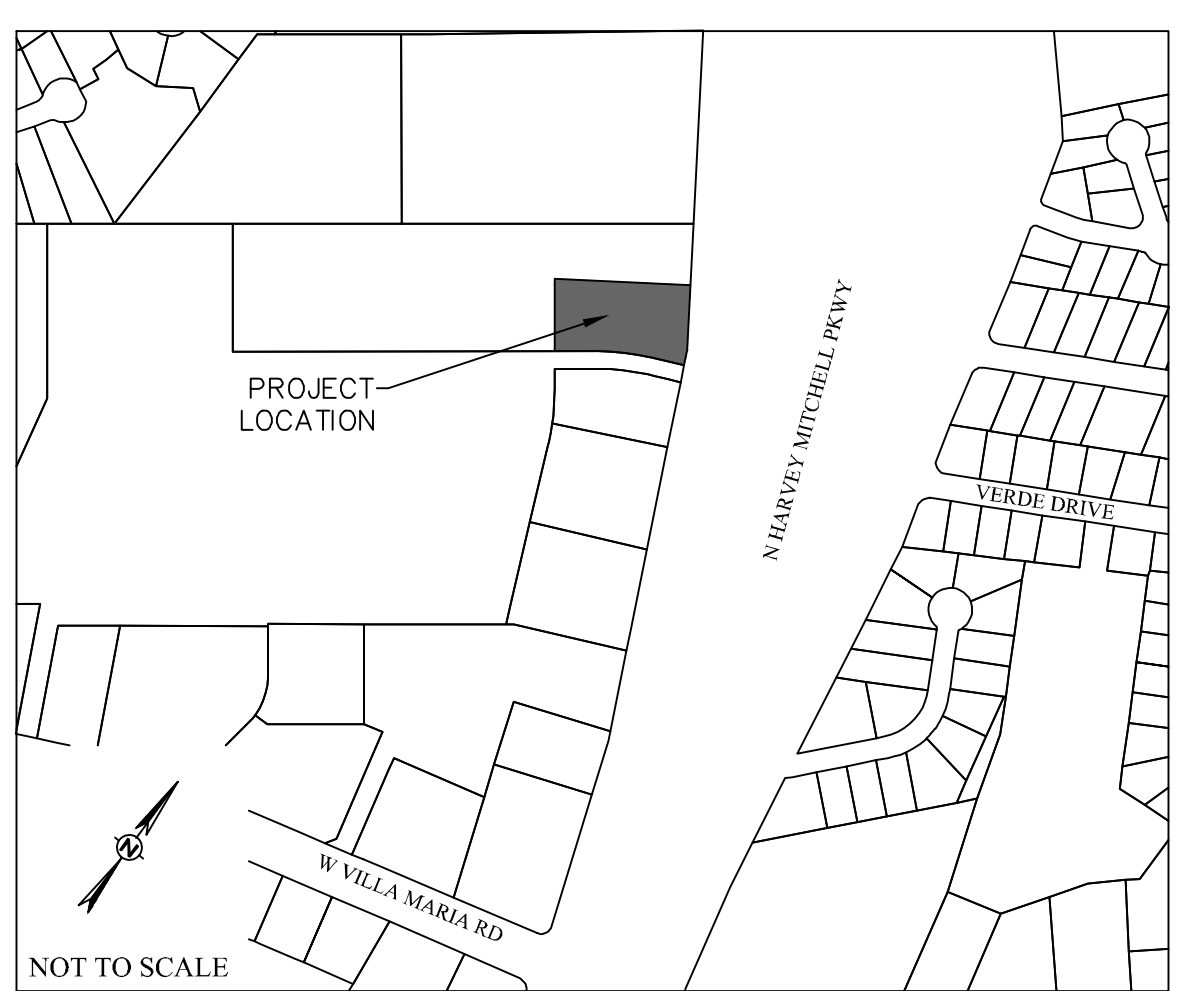 PROJECT
LOCATION
N HARVEY MITCHELL PKWY
VERDE DRIVE
N
W VILLA MARIA RD
NOT TO SCALE